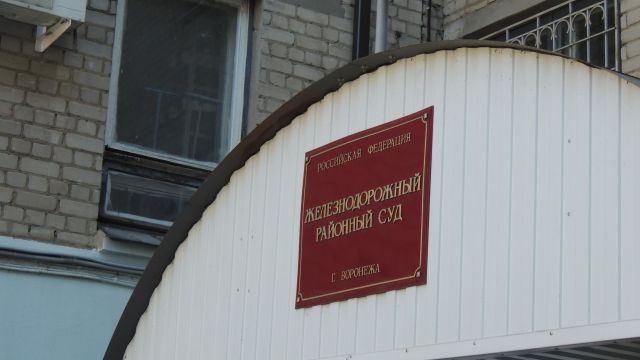 РОССИЙСКАЯ ФЕДЕРАЦИЯ
ЖЕЛЕЗНОДОРОЖНЫЙ
РАЙОННЫЙ СУД
Г. ВОРОНЕЖА